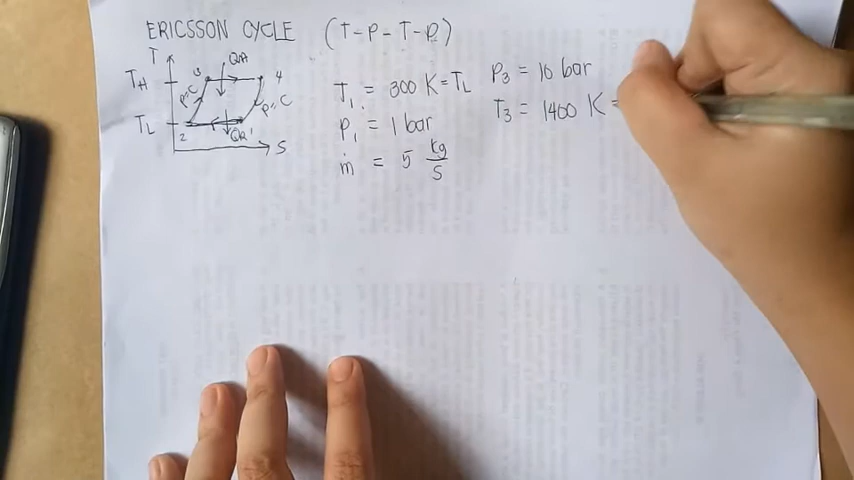 ERICSSON CYCLE (T-P-T-P)
T
QA
TH
3
4
P=C
P=C
TL
2
1
QR
S
T₁ = 300 K = TL
P₁ = 1 bar
ṁ = 5 kg/s
P₃ = 10 bar
T₃ = 1400 K =